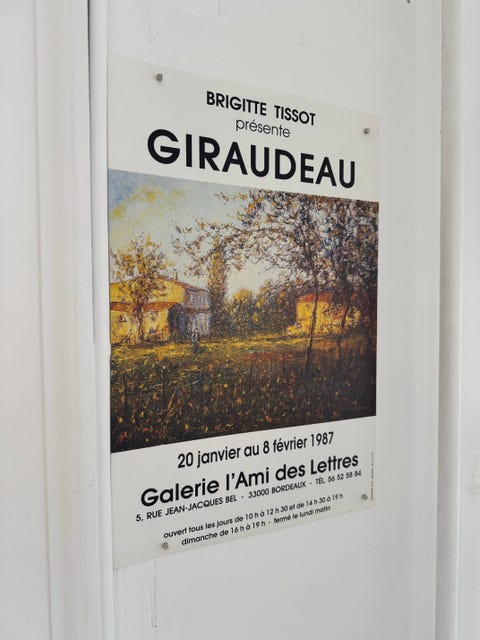 BRIGITTE TISSOT
présente
GIRAUDEAU
20 janvier au 8 février 1987
Galerie l'Ami des Lettres
5, RUE JEAN-JACQUES BEL - 33000 BORDEAUX - TÉL. 56 52 58 84
ouvert tous les jours de 10 h à 12 h 30 et de 14 h 30 à 19 h
dimanche de 16 h à 19 h - fermé le lundi matin